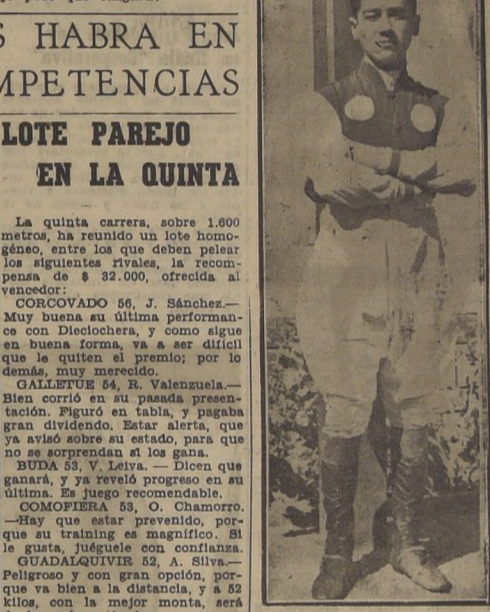 S HABRA EN
MPETENCIAS
LOTE PAREJO
EN LA QUINTA
La quinta carrera, sobre 1.600
metros, ha reunido un lote homo-
géneo, entre los que deben pelear
los siguientes rivales, la recom-
pensa de $ 32.000, ofrecida al
vencedor:
CORCOVADO 56, J. Sánchez.—
Muy buena su última performan-
ce con Dieciochera, y como sigue
en buena forma, va a ser difícil
que le quiten el premio; por lo
demás, muy merecido.
GALLETUE 54, R. Valenzuela.—
Bien corrió en su pasada presen-
tación. Figuró en tabla, y pagaba
gran dividendo. Estar alerta, que
ya avisó sobre su estado, para que
no se sorprendan si los gana.
BUDA 53, V. Leiva. — Dicen que
ganará, y ya reveló progreso en su
última. Es juego recomendable.
COMOFIERA 53, O. Chamorro.
—Hay que estar prevenido, por-
que su training es magnífico. Si
le gusta, juéguele con confianza.
GUADALQUIVIR 52, A. Silva.—
Peligroso y con gran opción, por-
que va bien a la distancia, y a 52
kilos, con la mejor monta, será